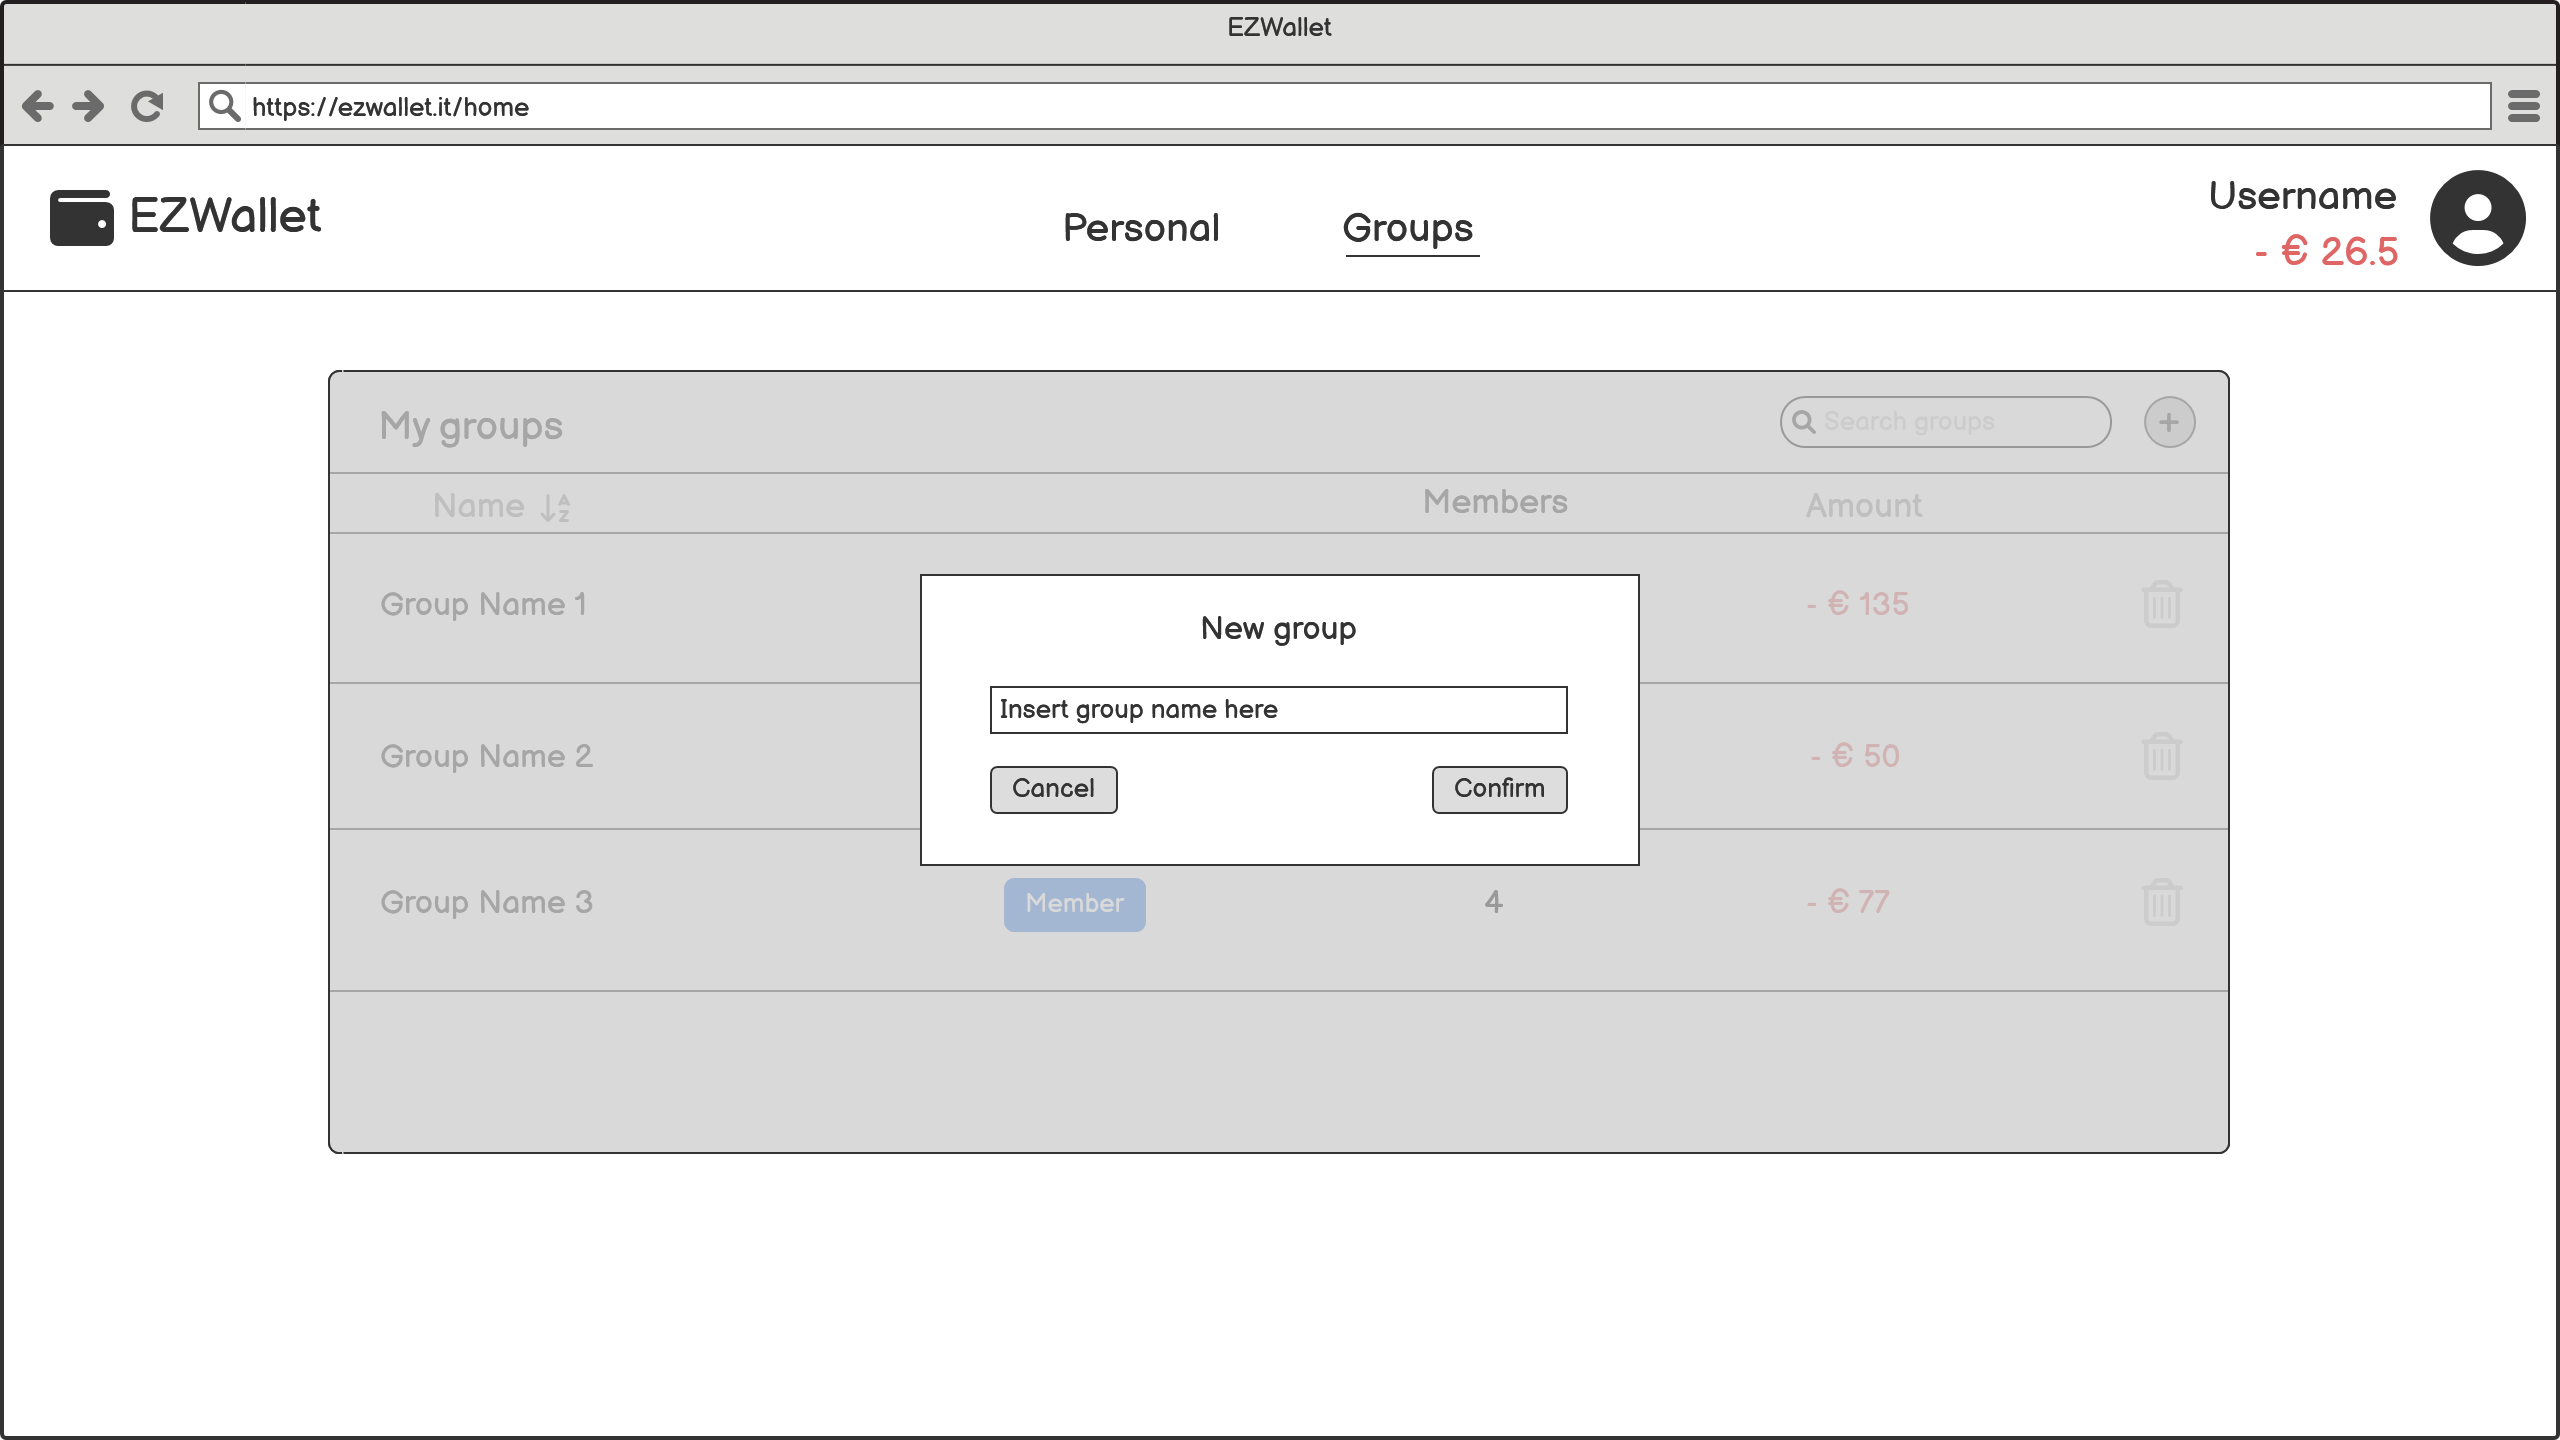 EZWallet
https://ezwallet.it/home
EZWallet
Personal
Groups
Username
- € 26.5
My groups
Search groups
+
Name
Members
Amount
Group Name 1
- € 135
New group
Insert group name here
Group Name 2
- € 50
Cancel
Confirm
Group Name 3
Member
4
- € 77